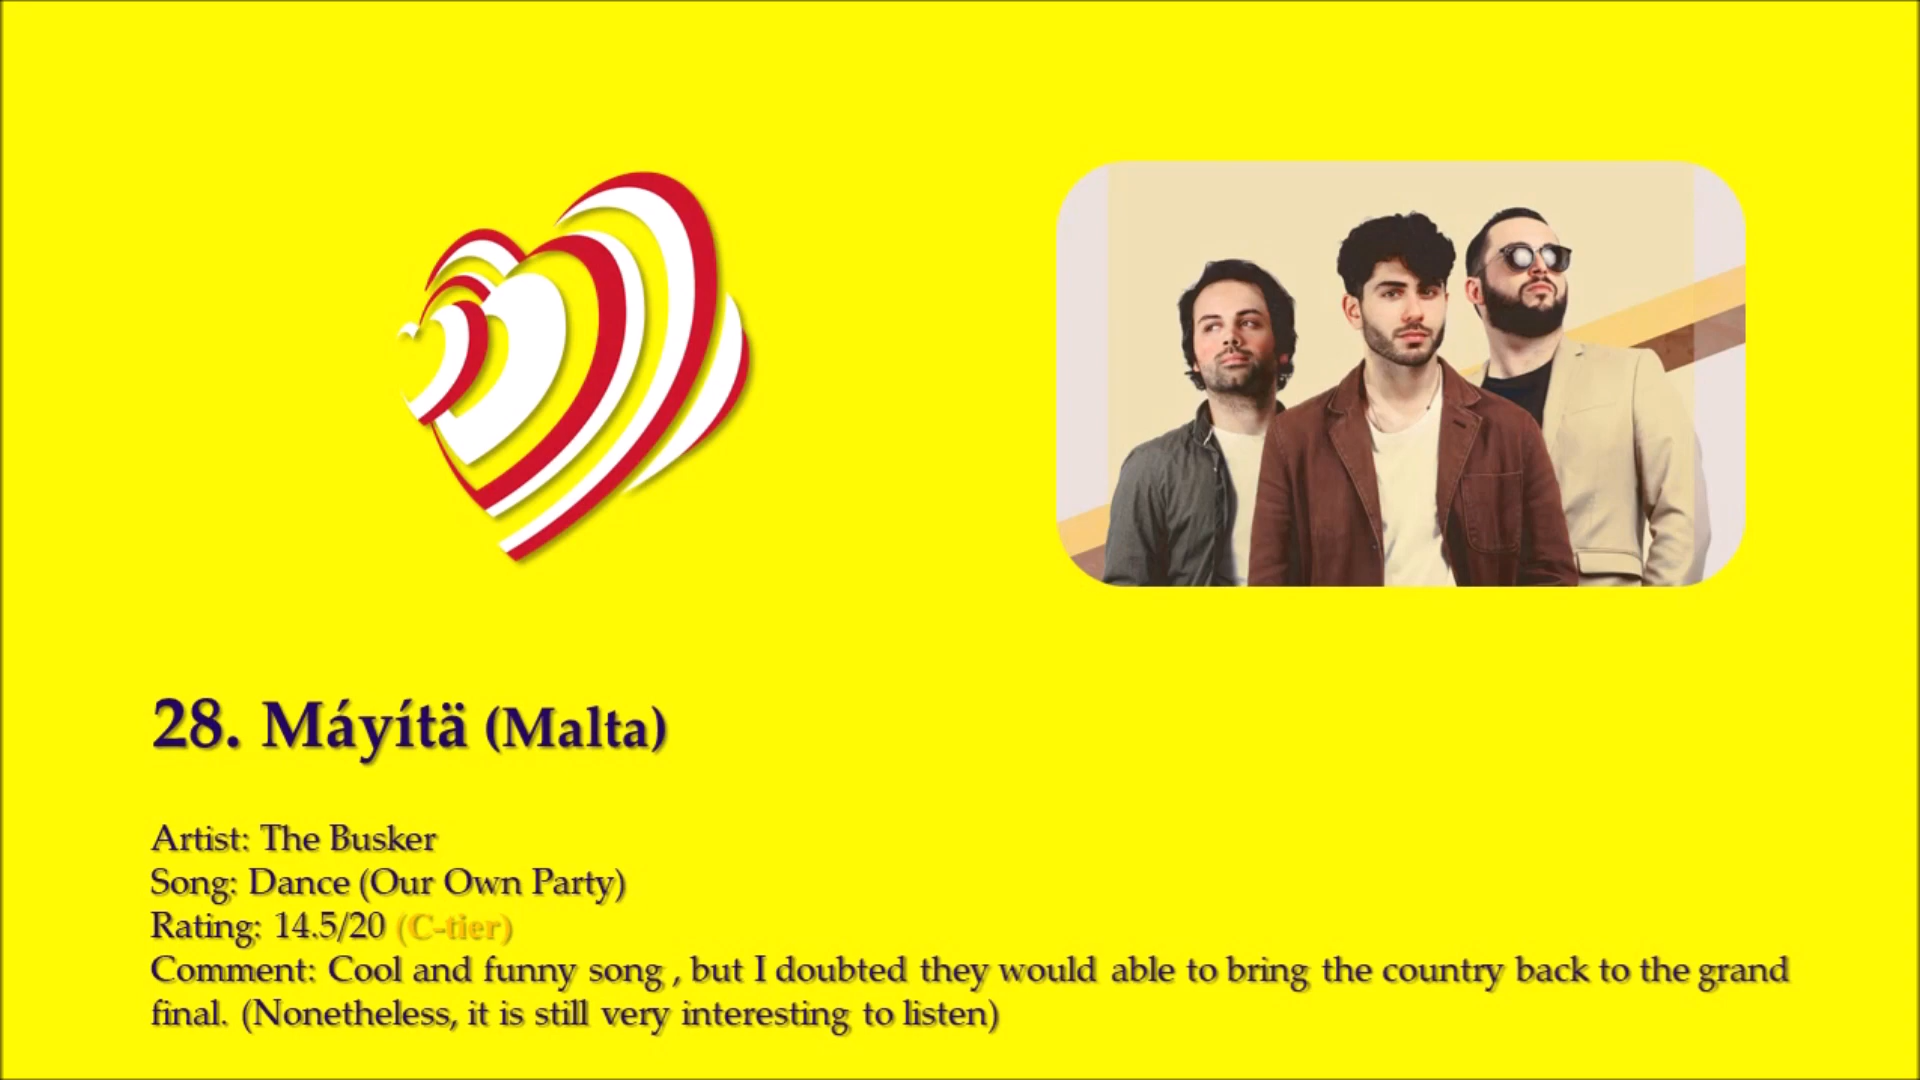 28. Máyítä (Malta)
Artist: The Busker
Song: Dance (Our Own Party)
Rating: 14.5/20 (C-tier)
Comment: Cool and funny song , but I doubted they would able to bring the country back to the grand
final. (Nonetheless, it is still very interesting to listen)